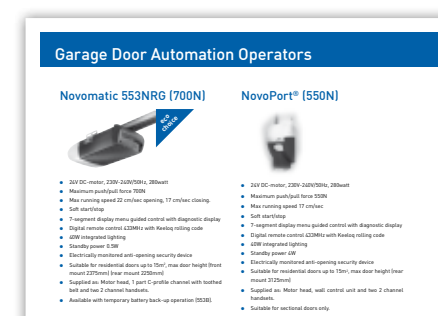 Garage Door Automation Operators
Novomatic 553NRG (700N)
eco
choice
24V DC-motor, 230V-240V/50Hz, 280watt
Maximum push/pull force 700N
Max running speed 22 cm/sec opening, 17 cm/sec closing.
Soft start/stop
7-segment display menu guided control with diagnostic display
Digital remote control 433MHz with Keeloq rolling code
40W integrated lighting
Standby power 0.5W
Electrically monitored anti-opening security device
Suitable for residential doors up to 15m², max door height (front
mount 2375mm) (rear mount 2250mm)
Supplied as: Motor head, 1 part C-profile channel with toothed
belt and two 2 channel handsets.
Available with temporary battery back-up operation (553B).
NovoPort® (550N)
24V DC-motor, 230V-240V/50Hz, 280watt
Maximum push/pull force 550N
Max running speed 17 cm/sec
Soft start/stop
7-segment display menu guided control with diagnostic display
Digital remote control 433MHz with Keeloq rolling code
40W integrated lighting
Standby power 4W
Electrically monitored anti-opening security device
Suitable for residential doors up to 15m², max door height (rear
mount 3125mm)
Supplied as: Motor head, wall control unit and two 2 channel
handsets.
Suitable for sectional doors only.